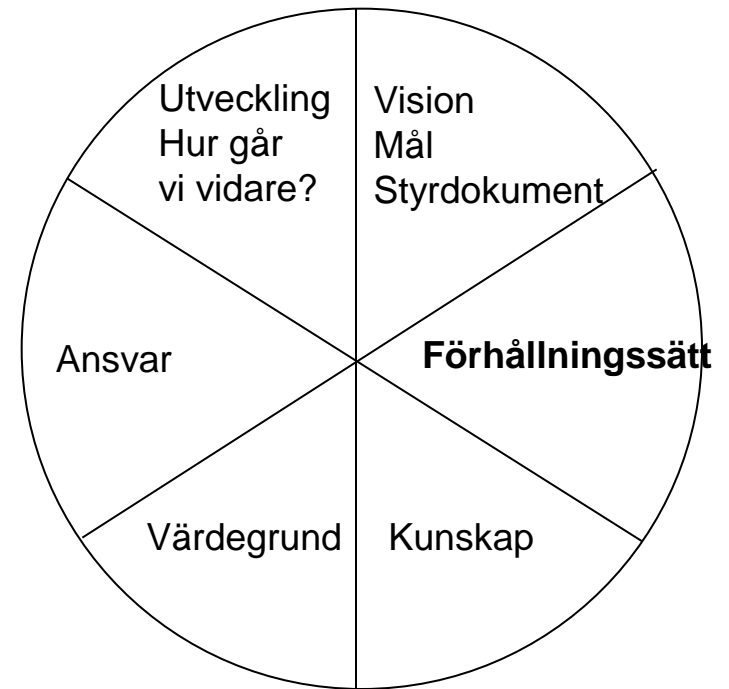 Utveckling
Hur går
vi vidare?
Vision
Mål
Styrdokument
Ansvar
Förhållningssätt
Värdegrund
Kunskap